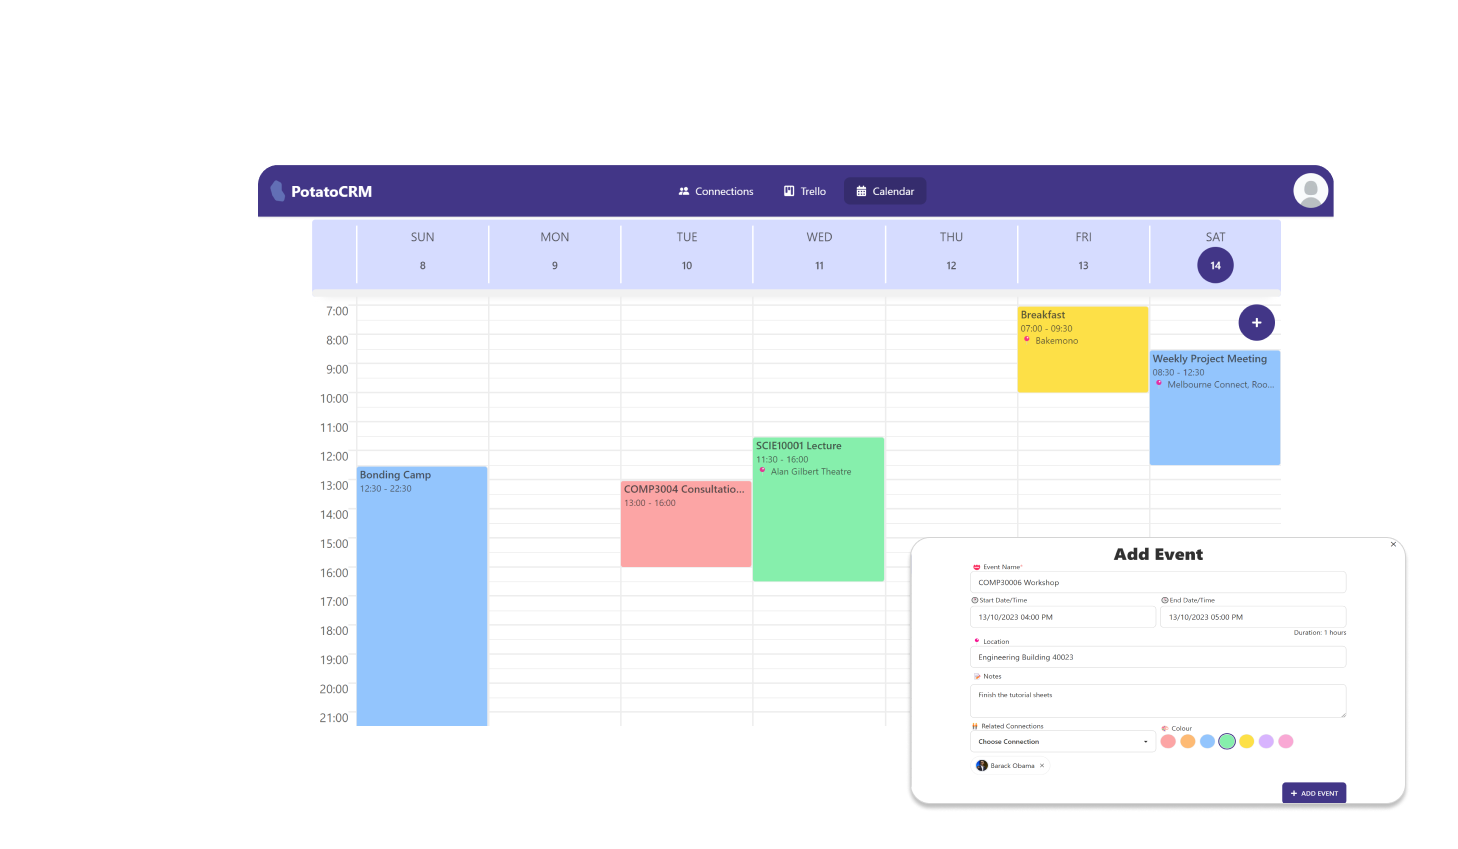 PotatoCRM
Connections
Trello
Calendar
SUN
MON
TUE
WED
THU
FRI
SAT
8
9
10
11
12
13
14
7:00
8:00
9:00
10:00
11:00
12:00
13:00
14:00
15:00
16:00
17:00
18:00
19:00
20:00
21:00
Bonding Camp
12:30 - 22:30
COMP3004 Consultatio...
13:00 - 16:00
SCIE10001 Lecture
11:30 - 16:00
Alan Gilbert Theatre
Breakfast
07:00 - 09:30
Bakemono
+
Weekly Project Meeting
08:30 - 12:30
Melbourne Connect, Roo...
×
Add Event
Event Name*
COMP30006 Workshop
Start Date/Time
End Date/Time
13/10/2023 04:00 PM
13/10/2023 05:00 PM
Duration: 1 hours
Location
Engineering Building 40023
Notes
Finish the tutorial sheets
Related Connections
Colour
Choose Connection
Barack Obama ×
+ ADD EVENT